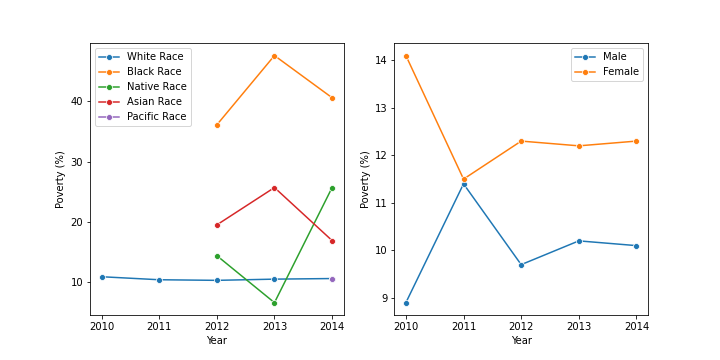 White Race
Black Race
Native Race
Asian Race
Pacific Race
40
30
20
10
Poverty (%)
2010 2011 2012 2013 2014
Year
Male
Female
14
13
12
11
10
9
Poverty (%)
2010 2011 2012 2013 2014
Year